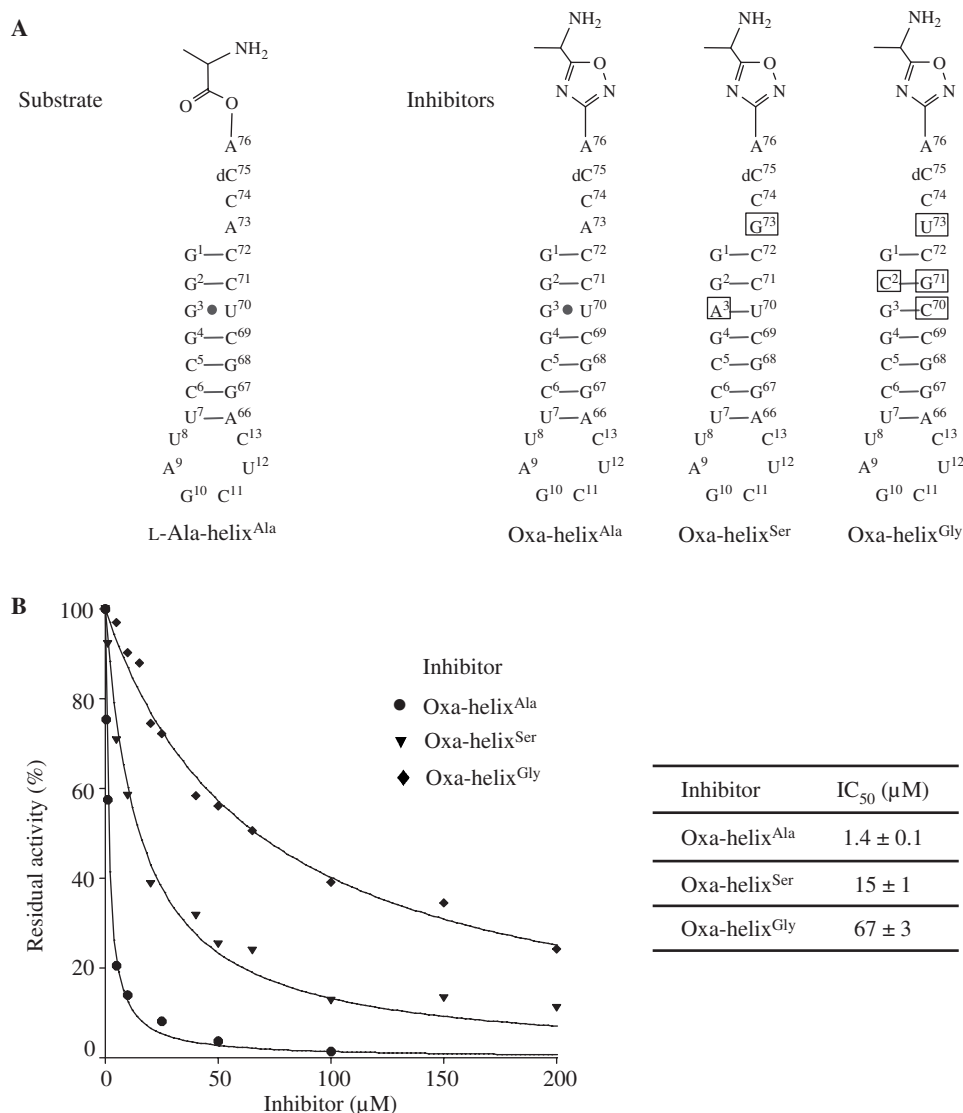 A
Substrate
NH₂
O
O
A⁷⁶
dC⁷⁵
C⁷⁴
A⁷³
G¹ C⁷²
G² C⁷¹
G³ U⁷⁰
G⁴ C⁶⁹
C⁵ G⁶⁸
C⁶ G⁶⁷
U⁷ A⁶⁶
U⁸ C¹³
A⁹ U¹²
G¹⁰ C¹¹
L-Ala-helixᴬˡᵃ
Inhibitors
NH₂
O
N N
A⁷⁶
dC⁷⁵
C⁷⁴
A⁷³
G¹ C⁷²
G² C⁷¹
G³ U⁷⁰
G⁴ C⁶⁹
C⁵ G⁶⁸
C⁶ G⁶⁷
U⁷ A⁶⁶
U⁸ C¹³
A⁹ U¹²
G¹⁰ C¹¹
Oxa-helixᴬˡᵃ
NH₂
O
N N
A⁷⁶
dC⁷⁵
C⁷⁴
G⁷³
G¹ C⁷²
G² C⁷¹
A³ U⁷⁰
G⁴ C⁶⁹
C⁵ G⁶⁸
C⁶ G⁶⁷
U⁷ A⁶⁶
U⁸ C¹³
A⁹ U¹²
G¹⁰ C¹¹
Oxa-helixˢᵉʳ
NH₂
O
N N
A⁷⁶
dC⁷⁵
C⁷⁴
U⁷³
G¹ C⁷²
C² G⁷¹
G³ C⁷⁰
G⁴ C⁶⁹
C⁵ G⁶⁸
C⁶ G⁶⁷
U⁷ A⁶⁶
U⁸ C¹³
A⁹ U¹²
G¹⁰ C¹¹
Oxa-helixᴳˡʸ
B
Residual activity (%)
100
80
60
40
20
0
0 50 100 150 200
Inhibitor (µM)
Inhibitor
Oxa-helixᴬˡᵃ
Oxa-helixˢᵉʳ
Oxa-helixᴳˡʸ
Inhibitor IC₅₀ (µM)
Oxa-helixᴬˡᵃ 1.4 ± 0.1
Oxa-helixˢᵉʳ 15 ± 1
Oxa-helixᴳˡʸ 67 ± 3